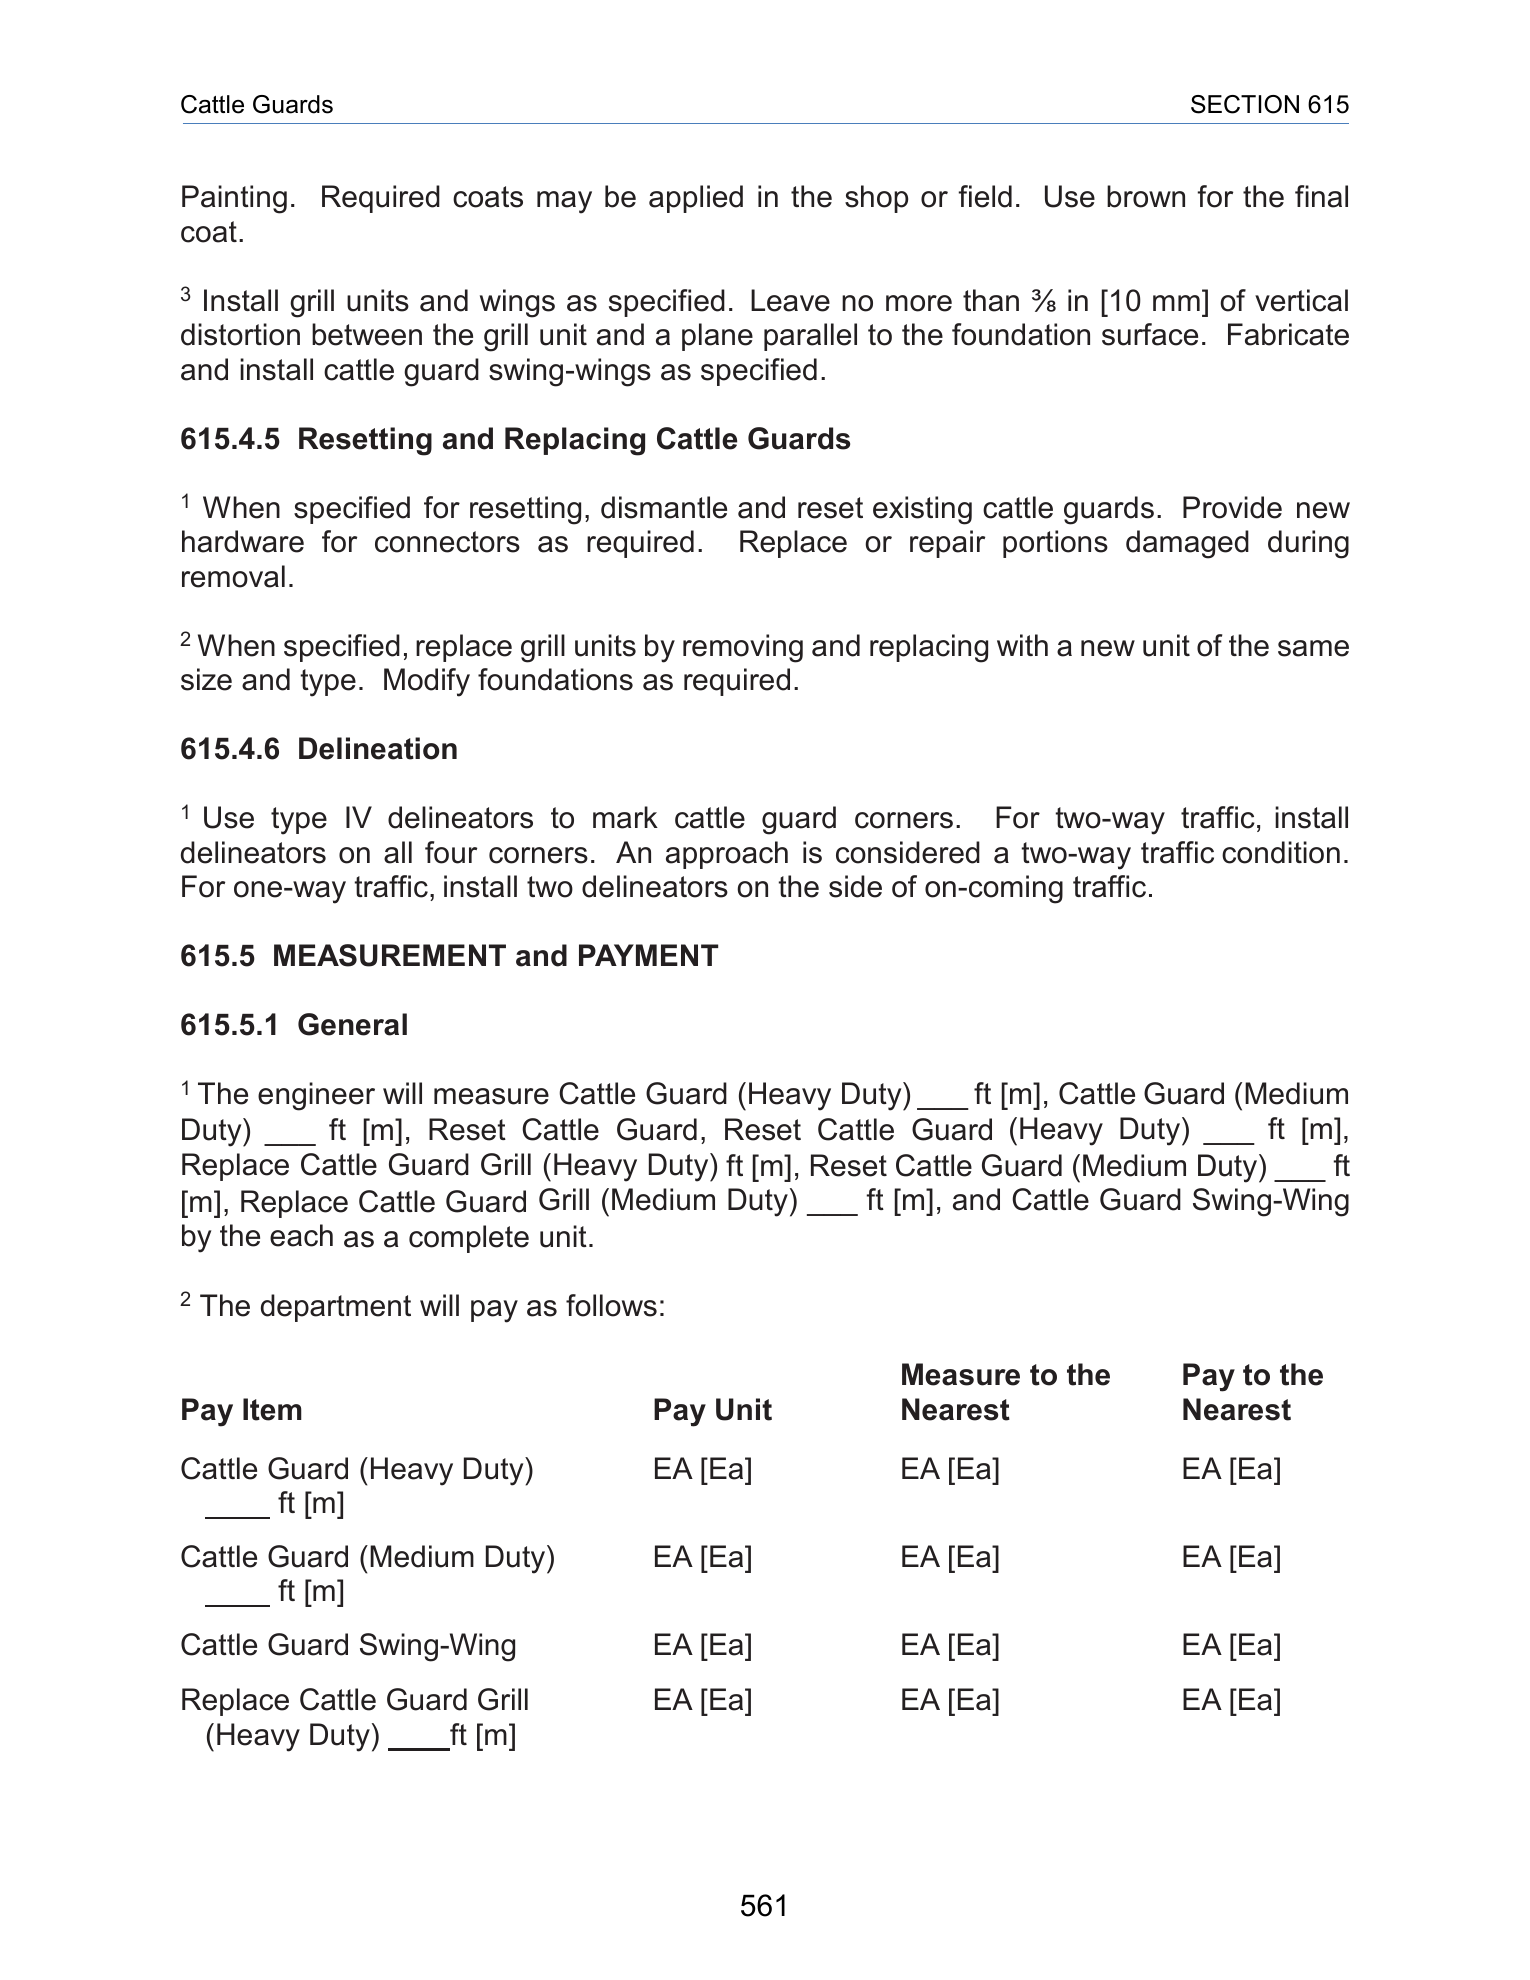 Cattle Guards SECTION 615
Painting. Required coats may be applied in the shop or field. Use brown for the final
coat.
3 Install grill units and wings as specified. Leave no more than ⅜ in [10 mm] of vertical
distortion between the grill unit and a plane parallel to the foundation surface. Fabricate
and install cattle guard swing-wings as specified.
615.4.5 Resetting and Replacing Cattle Guards
1 When specified for resetting, dismantle and reset existing cattle guards. Provide new
hardware for connectors as required. Replace or repair portions damaged during
removal.
2 When specified, replace grill units by removing and replacing with a new unit of the same
size and type. Modify foundations as required.
615.4.6 Delineation
1 Use type IV delineators to mark cattle guard corners. For two-way traffic, install
delineators on all four corners. An approach is considered a two-way traffic condition.
For one-way traffic, install two delineators on the side of on-coming traffic.
615.5 MEASUREMENT and PAYMENT
615.5.1 General
1 The engineer will measure Cattle Guard (Heavy Duty) ___ ft [m], Cattle Guard (Medium
Duty) ___ ft [m], Reset Cattle Guard, Reset Cattle Guard (Heavy Duty) ___ ft [m],
Replace Cattle Guard Grill (Heavy Duty) ft [m], Reset Cattle Guard (Medium Duty) ___ ft
[m], Replace Cattle Guard Grill (Medium Duty) ___ ft [m], and Cattle Guard Swing-Wing
by the each as a complete unit.
2 The department will pay as follows:
Measure to the Pay to the
Pay Item Pay Unit Nearest Nearest
Cattle Guard (Heavy Duty) EA [Ea] EA [Ea] EA [Ea]
____ ft [m]
Cattle Guard (Medium Duty) EA [Ea] EA [Ea] EA [Ea]
____ ft [m]
Cattle Guard Swing-Wing EA [Ea] EA [Ea] EA [Ea]
Replace Cattle Guard Grill EA [Ea] EA [Ea] EA [Ea]
(Heavy Duty) ____ft [m]
561